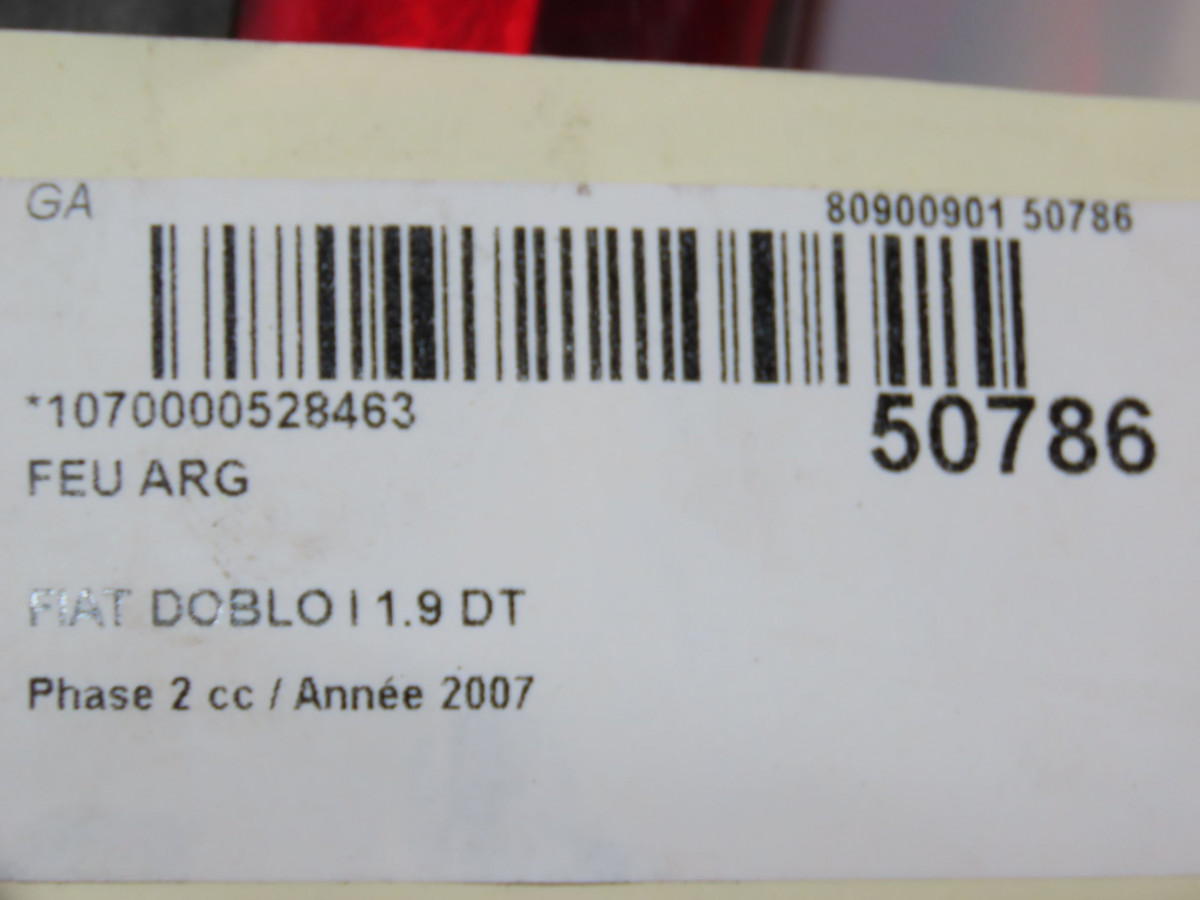 GA
80900901 50786
*1070000528463
50786
FEU ARG
FIAT DOBLO I 1.9 DT
Phase 2 cc / Année 2007